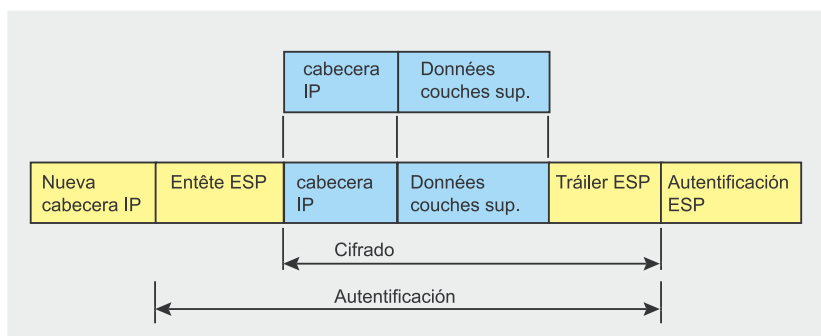 cabecera
IP
Données
couches sup.
Nueva
cabecera IP
Entête ESP
cabecera
IP
Données
couches sup.
Tráiler ESP
Autentificación
ESP
Cifrado
Autentificación